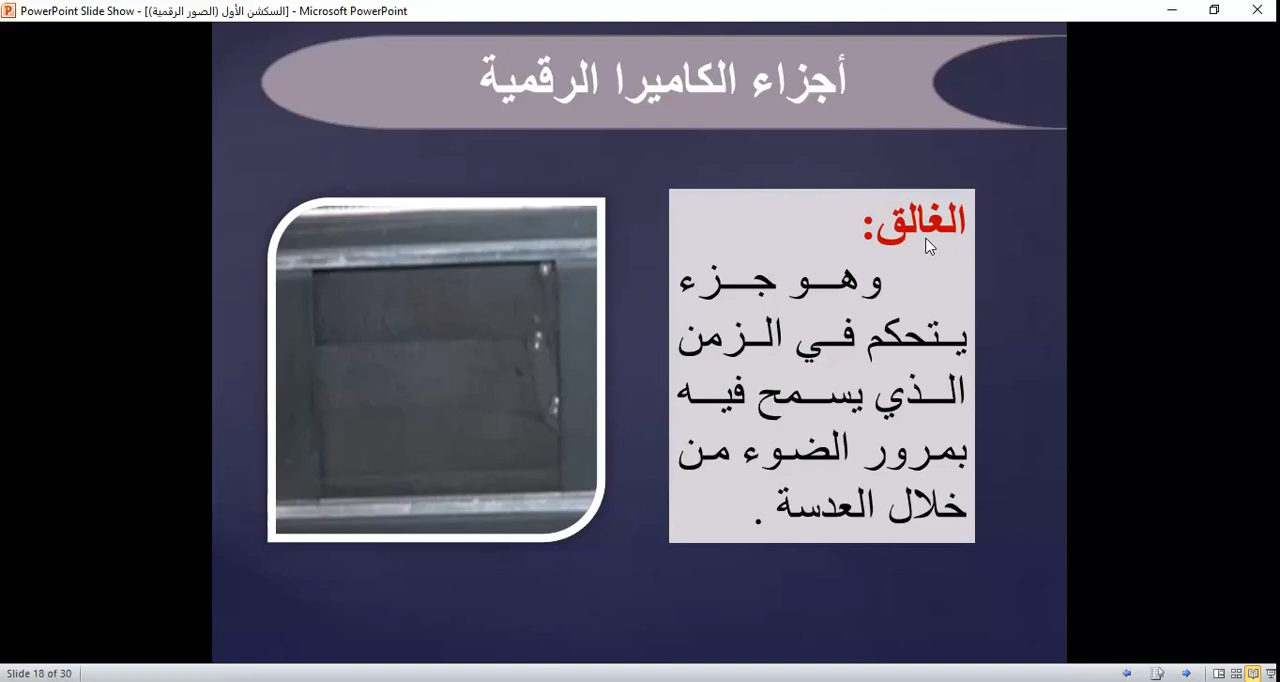 PowerPoint Slide Show - [السكشن الأول (الصور الرقمية)] - Microsoft PowerPoint
أجزاء الكاميرا الرقمية
الغالق:
وهو جزء
يتحكم في الزمن
الذي يسمح فيه
بمرور الضوء من
خلال العدسة .
Slide 18 of 30